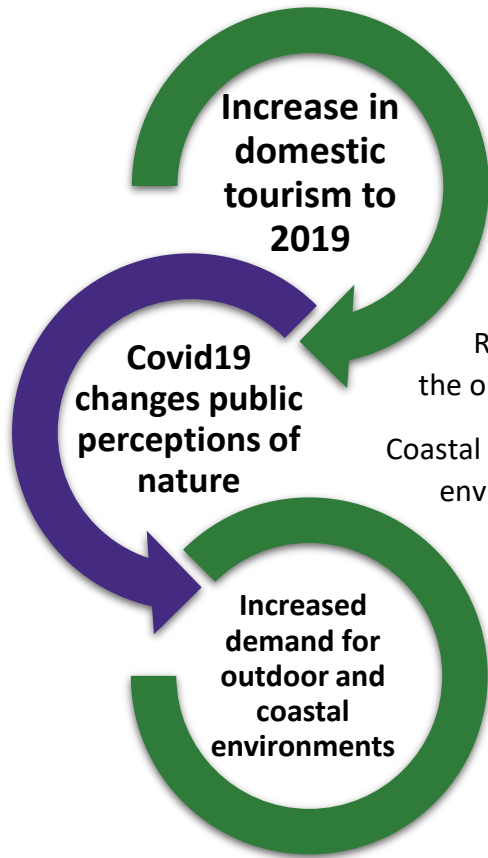 Increase in
domestic
tourism to
2019
Covid19
changes public
perceptions of
nature
R
the o
Coastal
env
Increased
demand for
outdoor and
coastal
environments